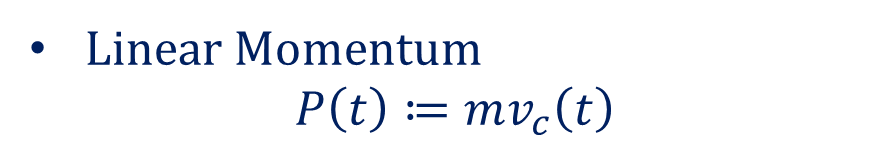 • Linear Momentum
P(t) ≔ mv_c(t)